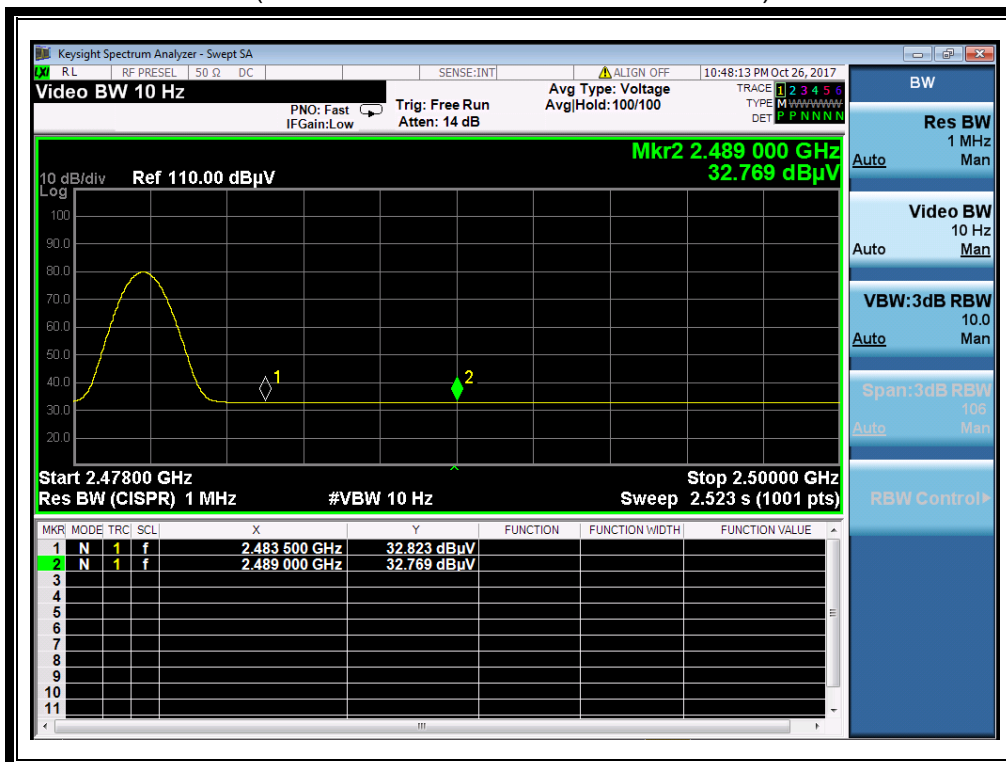 Keysight Spectrum Analyzer - Swept SA
LXI RL RF PRESEL 50 Ω DC SENSE:INT ALIGN OFF 10:48:13 PM Oct 26, 2017
Video BW 10 Hz
PNO: Fast
IFGain:Low
Trig: Free Run
Atten: 14 dB
Avg Type: Voltage
Avg|Hold: 100/100
TRACE 1 2 3 4 5 6
TYPE M W W W W W
DET P P N N N N
Mkr2 2.489 000 GHz
32.769 dBµV
10 dB/div Ref 110.00 dBµV
Log
100
90.0
80.0
70.0
60.0
50.0
40.0
30.0
20.0
1
2
Start 2.47800 GHz Stop 2.50000 GHz
Res BW (CISPR) 1 MHz #VBW 10 Hz Sweep 2.523 s (1001 pts)
MKR MODE TRC SCL X Y FUNCTION FUNCTION WIDTH FUNCTION VALUE
1 N 1 f 2.483 500 GHz 32.823 dBµV
2 N 1 f 2.489 000 GHz 32.769 dBµV
3
4
5
6
7
8
9
10
11
BW
Res BW
1 MHz
Auto Man
Video BW
10 Hz
Auto Man
VBW:3dB RBW
10.0
Auto Man
Span:3dB RBW
106
Auto Man
RBW Control